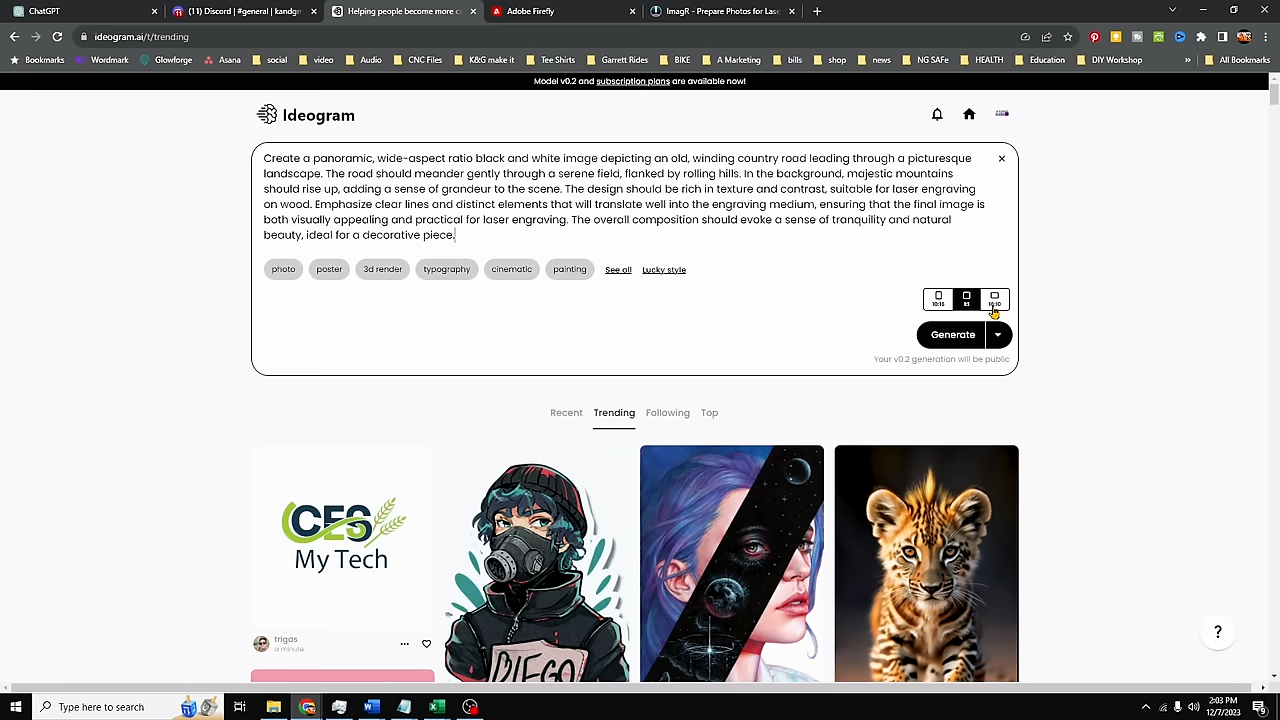 ChatGPT
(11) Discord | #general | kandg
Helping people become more c
Adobe Firefly
ImagR - Prepare Photos for Las
ideogram.ai/t/trending
Bookmarks
Wordmark
Glowforge
Asana
social
video
Audio
CNC Files
K&G make it
Tee Shirts
Garrett Rides
BIKE
A Marketing
bills
shop
news
NG SAFe
HEALTH
Education
DIY Workshop
»
All Bookmarks
Model v0.2 and subscription plans are available now!
Ideogram
Create a panoramic, wide-aspect ratio black and white image depicting an old, winding country road leading through a picturesque
landscape. The road should meander gently through a serene field, flanked by rolling hills. In the background, majestic mountains
should rise up, adding a sense of grandeur to the scene. The design should be rich in texture and contrast, suitable for laser engraving
on wood. Emphasize clear lines and distinct elements that will translate well into the engraving medium, ensuring that the final image is
both visually appealing and practical for laser engraving. The overall composition should evoke a sense of tranquility and natural
beauty, ideal for a decorative piece.
photo
poster
3d render
typography
cinematic
painting
See all
Lucky style
10:16
1:1
16:10
Generate
Your v0.2 generation will be public
Recent
Trending
Following
Top
CES
My Tech
DIEGO
trigas
a minute
?
Type here to search
2:03 PM
12/7/2023